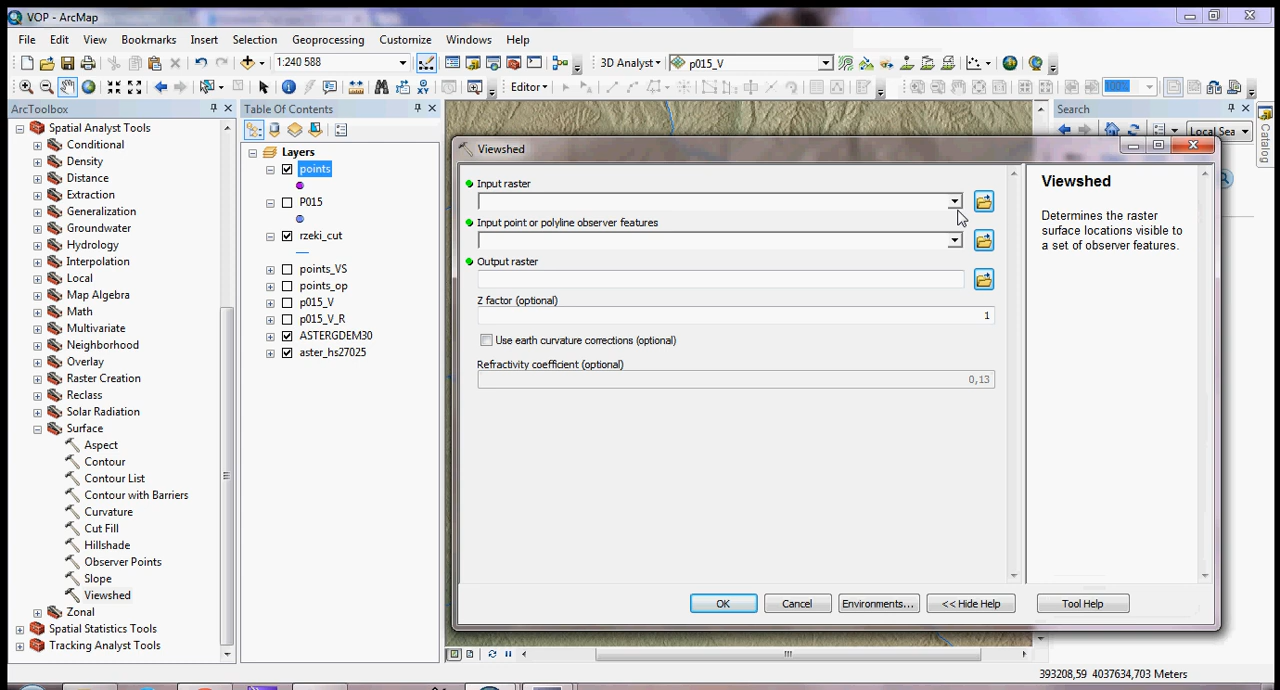 VOP - ArcMap
File Edit View Bookmarks Insert Selection Geoprocessing Customize Windows Help
1:240 588
3D Analyst
p015_V
Editor
100%
ArcToolbox
Spatial Analyst Tools
Conditional
Density
Distance
Extraction
Generalization
Groundwater
Hydrology
Interpolation
Local
Map Algebra
Math
Multivariate
Neighborhood
Overlay
Raster Creation
Reclass
Solar Radiation
Surface
Aspect
Contour
Contour List
Contour with Barriers
Curvature
Cut Fill
Hillshade
Observer Points
Slope
Viewshed
Zonal
Spatial Statistics Tools
Tracking Analyst Tools
Table Of Contents
Layers
points
P015
rzeki_cut
points_VS
points_op
p015_V
p015_V_R
ASTERGDEM30
aster_hs27025
Viewshed
Input raster
Input point or polyline observer features
Output raster
Z factor (optional)
1
Use earth curvature corrections (optional)
Refractivity coefficient (optional)
0,13
OK Cancel Environments... << Hide Help Tool Help
Viewshed
Determines the raster
surface locations visible to
a set of observer features.
Search
Local Sea
Catalog
393208,59 4037634,703 Meters